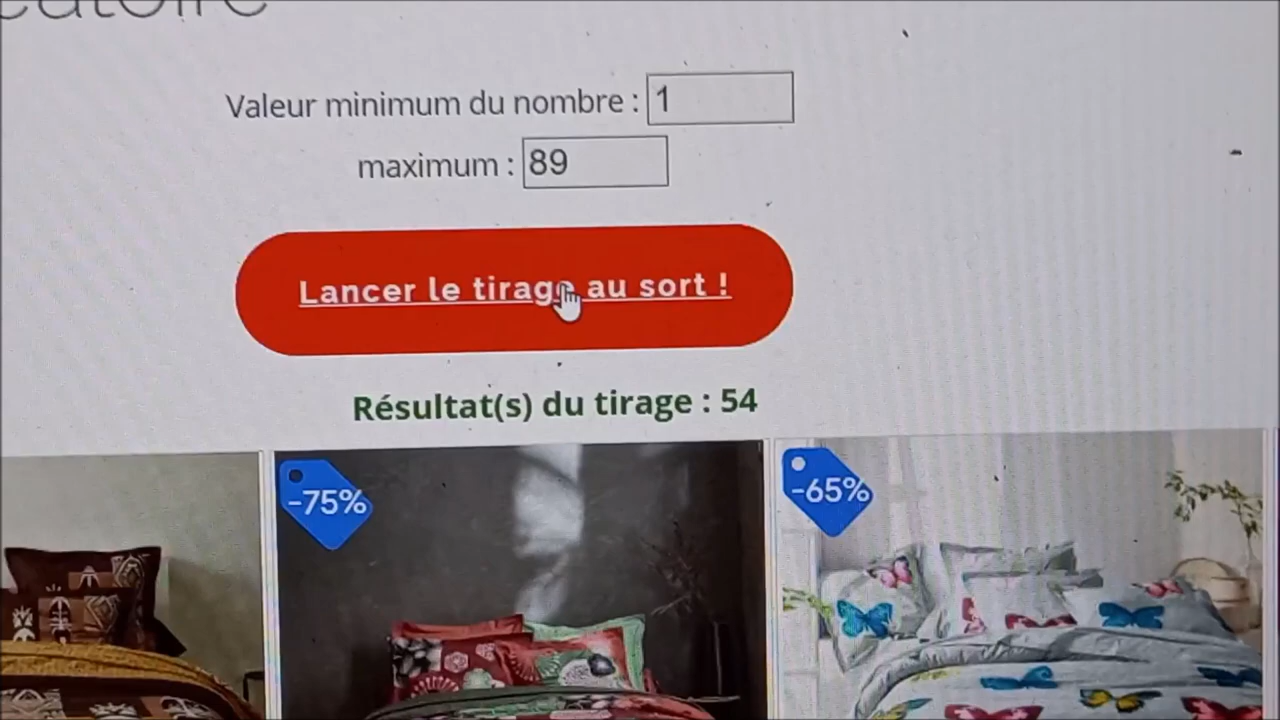 Valeur minimum du nombre : 1
maximum : 89
Lancer le tirage au sort !
Résultat(s) du tirage : 54
-75%
-65%